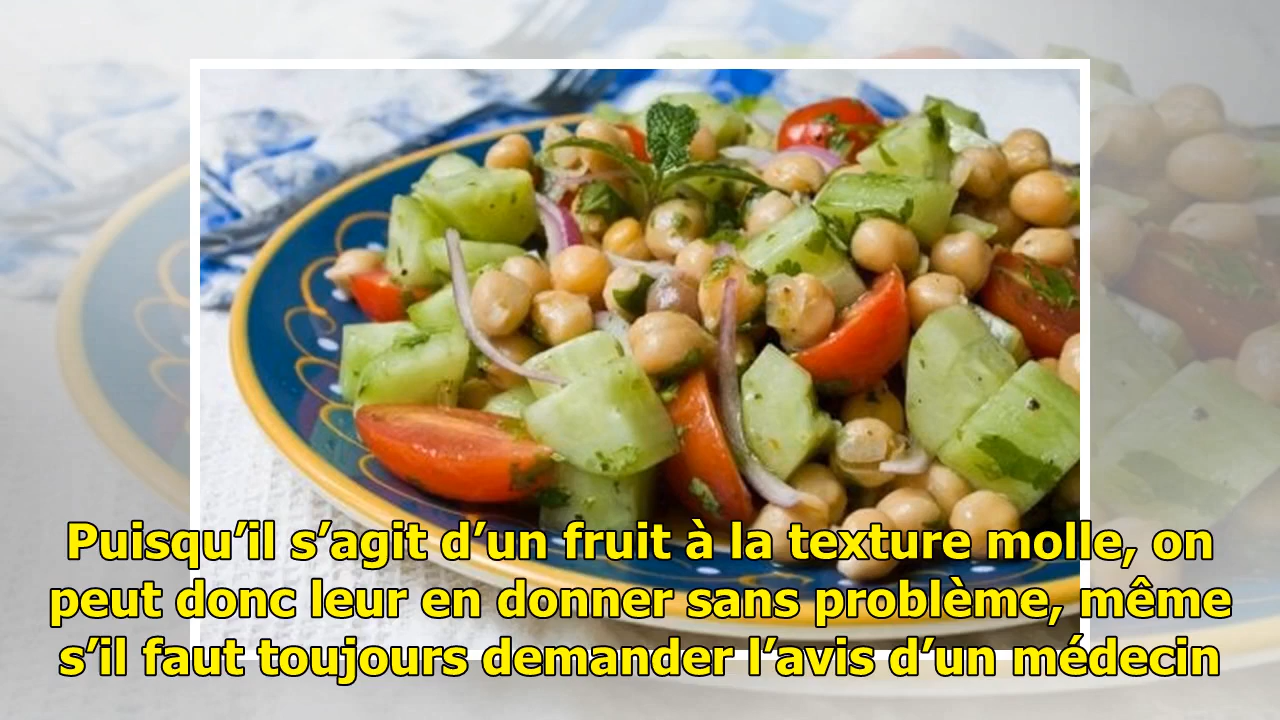 Puisqu’il s’agit d’un fruit à la texture molle, on
peut donc leur en donner sans problème, même
s’il faut toujours demander l’avis d’un médecin